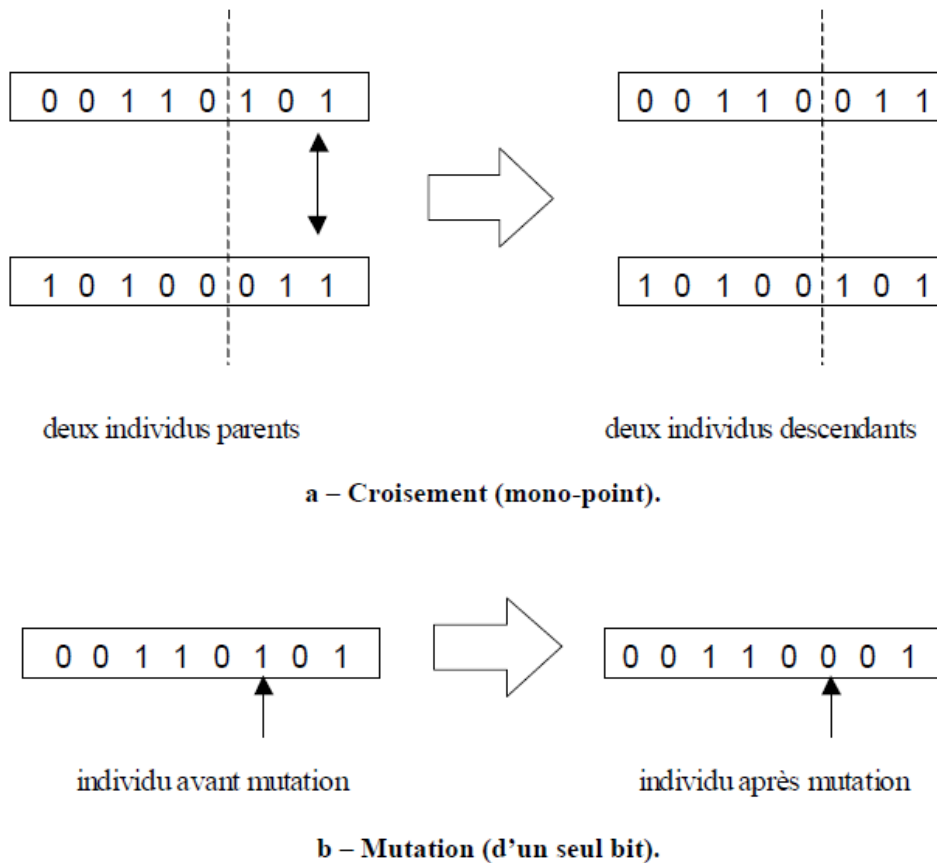 0 0 1 1 0 1 0 1
0 0 1 1 0 0 1 1
1 0 1 0 0 0 1 1
1 0 1 0 0 1 0 1
deux individus parents
deux individus descendants
a – Croisement (mono-point).
0 0 1 1 0 1 0 1
0 0 1 1 0 0 0 1
individu avant mutation
individu après mutation
b – Mutation (d'un seul bit).